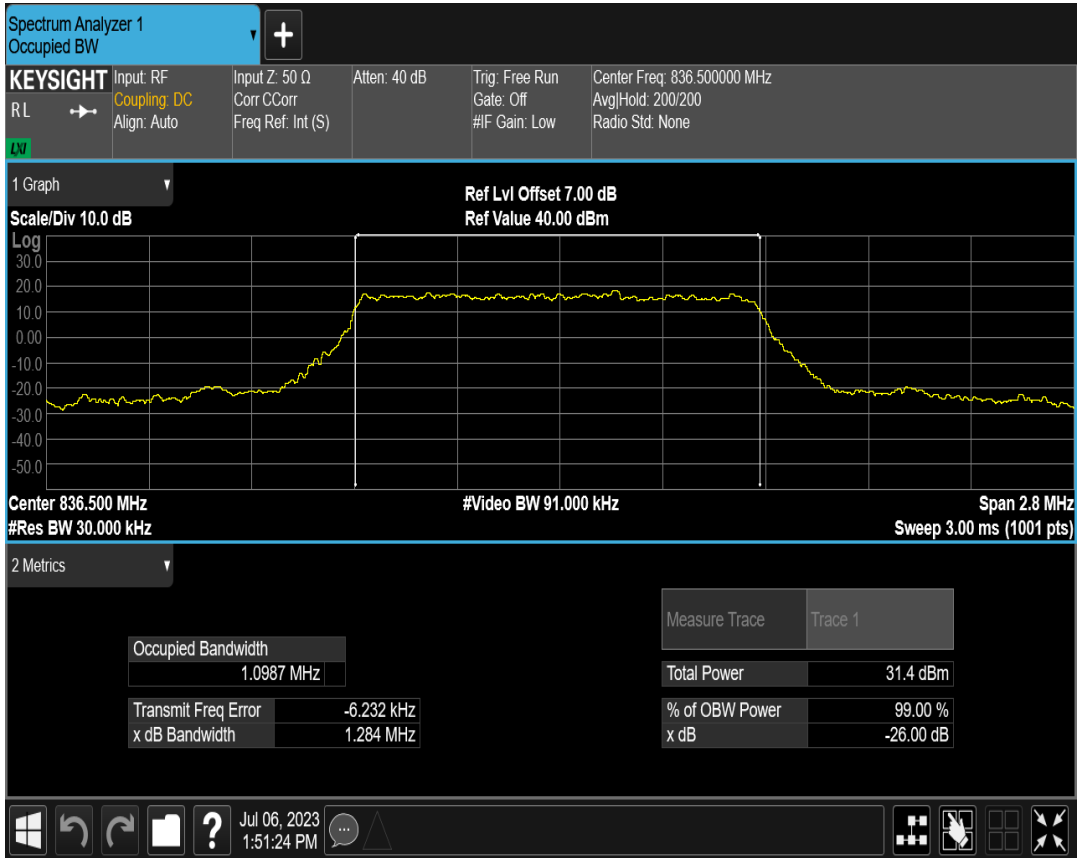 Spectrum Analyzer 1
Occupied BW
KEYSIGHT
R L
LXI
Input: RF
Coupling: DC
Align: Auto
Input Z: 50 Ω
Corr CCorr
Freq Ref: Int (S)
Atten: 40 dB
Trig: Free Run
Gate: Off
#IF Gain: Low
Center Freq: 836.500000 MHz
Avg|Hold: 200/200
Radio Std: None
1 Graph
Scale/Div 10.0 dB
Ref Lvl Offset 7.00 dB
Ref Value 40.00 dBm
Log
30.0
20.0
10.0
0.00
-10.0
-20.0
-30.0
-40.0
-50.0
Center 836.500 MHz
#Video BW 91.000 kHz
Span 2.8 MHz
#Res BW 30.000 kHz
Sweep 3.00 ms (1001 pts)
2 Metrics
Occupied Bandwidth
1.0987 MHz
Transmit Freq Error -6.232 kHz
x dB Bandwidth 1.284 MHz
Measure Trace Trace 1
Total Power 31.4 dBm
% of OBW Power 99.00 %
x dB -26.00 dB
Jul 06, 2023
1:51:24 PM